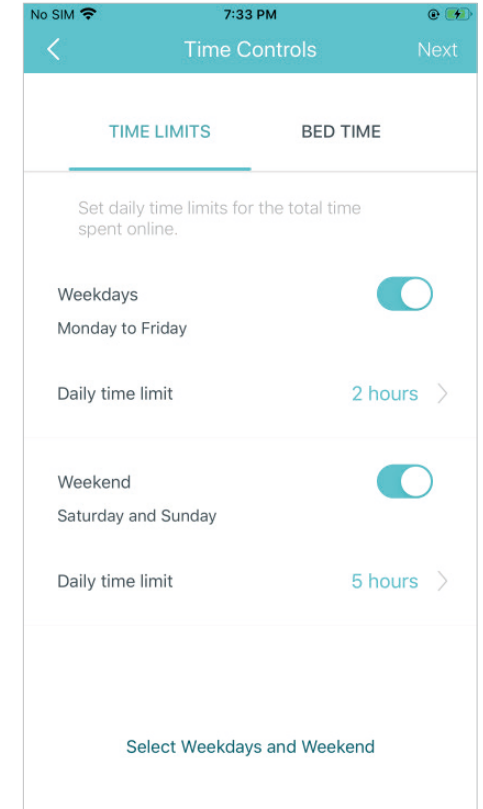 No SIM 7:33 PM
Time Controls Next
TIME LIMITS BED TIME
Set daily time limits for the total time
spent online.
Weekdays
Monday to Friday
Daily time limit 2 hours
Weekend
Saturday and Sunday
Daily time limit 5 hours
Select Weekdays and Weekend